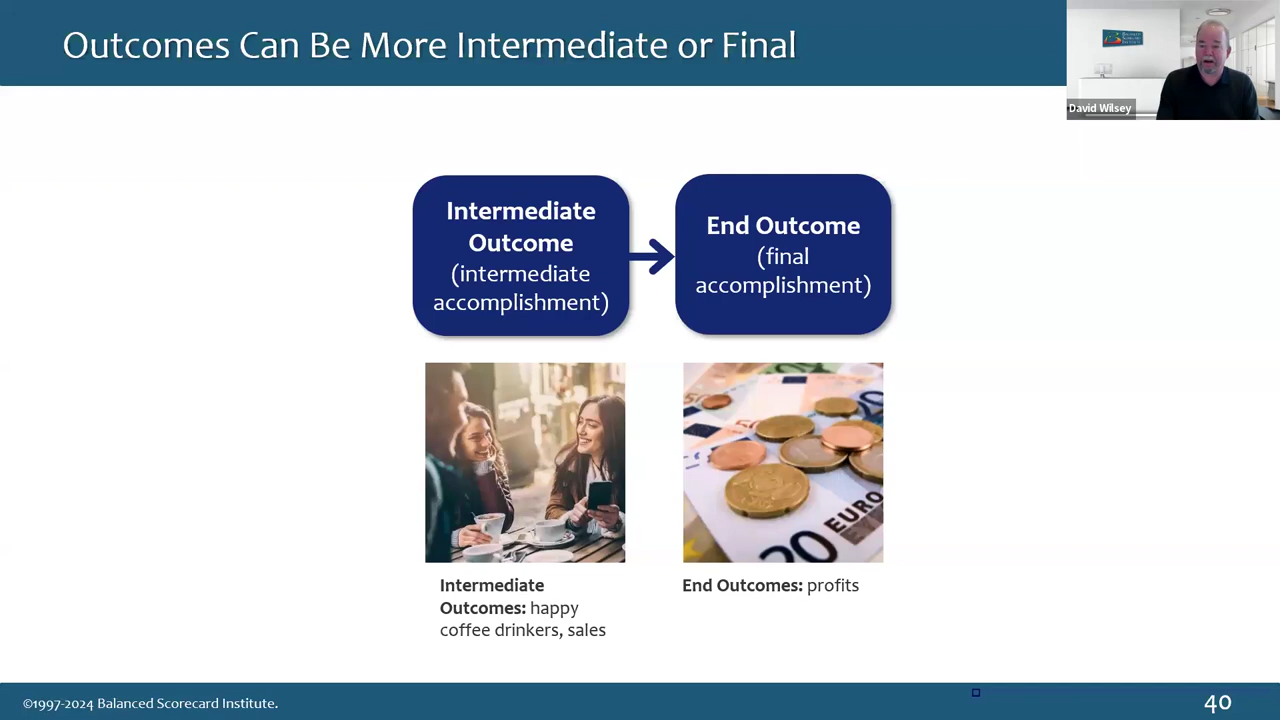 Outcomes Can Be More Intermediate or Final
David Wilsey
Intermediate
Outcome
(intermediate
accomplishment)
End Outcome
(final
accomplishment)
20 EURO
Intermediate
Outcomes: happy
coffee drinkers, sales
End Outcomes: profits
©1997-2024 Balanced Scorecard Institute.
40